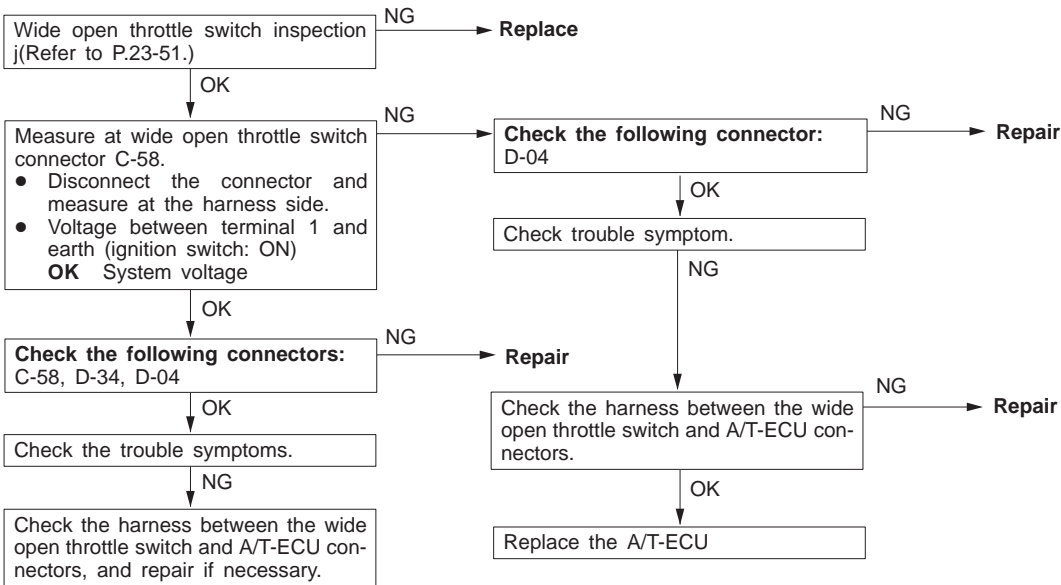 Wide open throttle switch inspection
j(Refer to P.23-51.)
NG
Replace
OK
Measure at wide open throttle switch
connector C-58.
● Disconnect the connector and
measure at the harness side.
● Voltage between terminal 1 and
earth (ignition switch: ON)
OK System voltage
NG
Check the following connector:
D-04
NG
Repair
OK
Check trouble symptom.
NG
OK
Check the following connectors:
C-58, D-34, D-04
NG
Repair
OK
Check the trouble symptoms.
NG
Check the harness between the wide
open throttle switch and A/T-ECU con-
nectors, and repair if necessary.
Check the harness between the wide
open throttle switch and A/T-ECU con-
nectors.
NG
Repair
OK
Replace the A/T-ECU